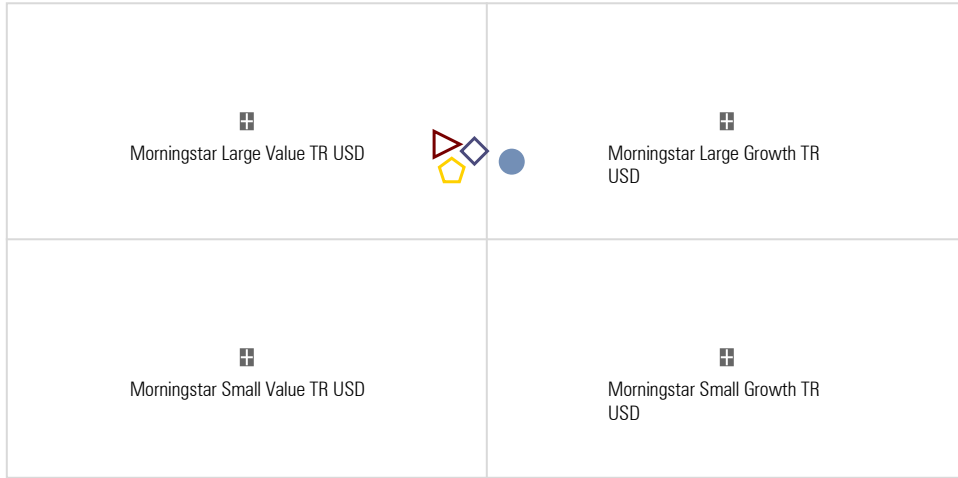 Morningstar Large Value TR USD
Morningstar Large Growth TR
USD
Morningstar Small Value TR USD
Morningstar Small Growth TR
USD